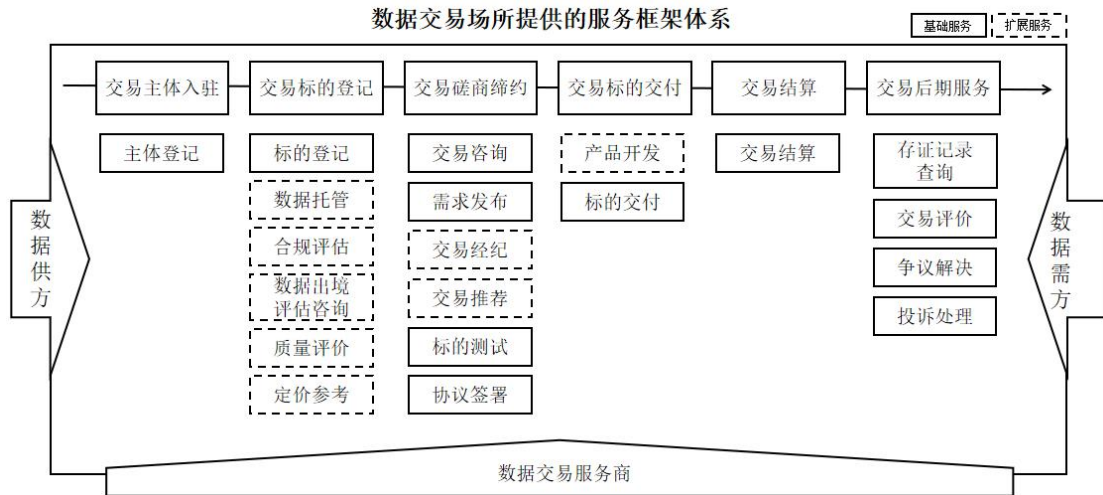 数据交易场所提供的服务框架体系
基础服务
扩展服务
交易主体入驻
交易标的登记
交易磋商缔约
交易标的交付
交易结算
交易后期服务
主体登记
标的登记
数据托管
合规评估
数据出境
评估咨询
质量评价
定价参考
交易咨询
需求发布
交易经纪
交易推荐
标的测试
协议签署
产品开发
标的交付
交易结算
存证记录
查询
交易评价
争议解决
投诉处理
数据供方
数据需方
数据交易服务商